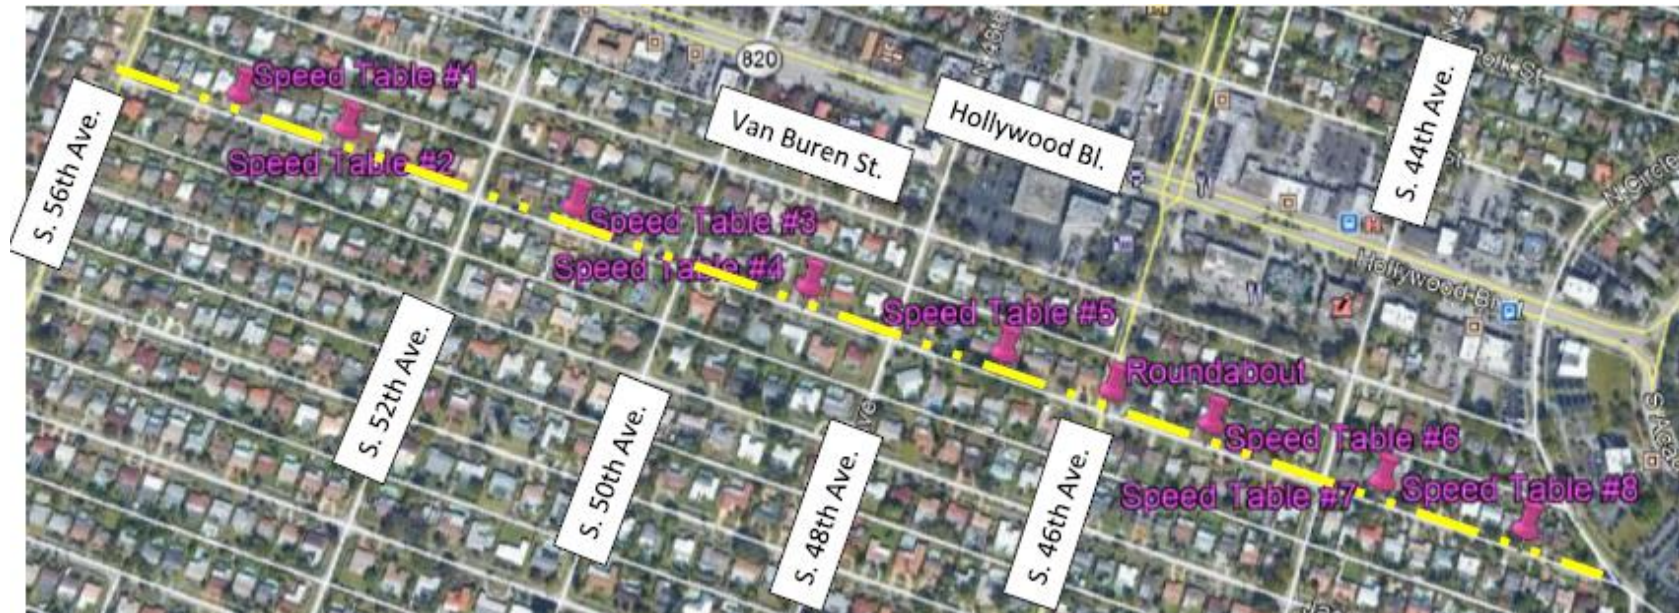 Speed Table #1
820
S. 44th Ave.
S. 56th Ave.
Van Buren St.
Hollywood Bl.
Speed Table #2
Speed Table #3
Speed Table #4
Hollywood Blvd
Speed Table #5
S. 52th Ave.
Roundabout
S. 50th Ave.
S. 48th Ave.
S. 46th Ave.
Speed Table #6
Speed Table #7
Speed Table #8